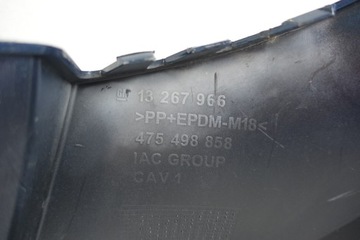 13 267 966
>PP+EPDM-M18<
475 498 858
IAC GROUP
CAV 1